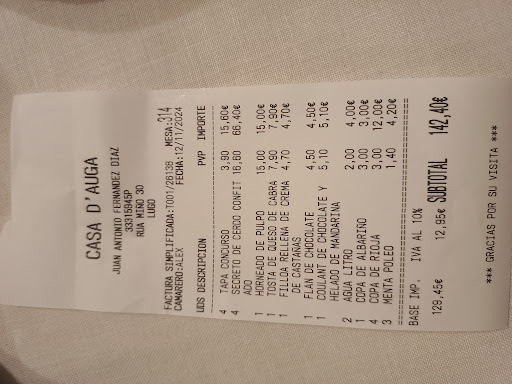 CASA D'AUGA
JUAN ANTONIO FERNANDEZ DIAZ
33315945P
RUA MIÑO 30
LUGO
FACTURA SIMPLIFICADA:T001/26138 MESA:314
CAMARERO:ALEX FECHA:12/11/2024
UDS DESCRIPCION PVP IMPORTE
4 TAPA CONCURSO 3,90 15,60€
4 SECRETO DE CERDO CONFIT 16,60 66,40€
ADO
1 HORNEADO DE PULPO 15,00 15,00€
1 TOSTA DE QUESO DE CABRA 7,90 7,90€
1 FILLOA RELLENA DE CREMA 4,70 4,70€
DE CASTAÑAS
1 FLAN DE CHOCOLATE 4,50 4,50€
1 COULANT DE CHOCOLATE Y 5,10 5,10€
HELADO DE MANDARINA
2 AGUA LITRO 2,00 4,00€
1 COPA DE ALBARIÑO 3,00 3,00€
4 COPA DE RIOJA 3,00 12,00€
3 MENTA POLEO 1,40 4,20€
BASE IMP. IVA AL 10%
129,45€ 12,95€ SUBTOTAL 142,40€
*** GRACIAS POR SU VISITA ***